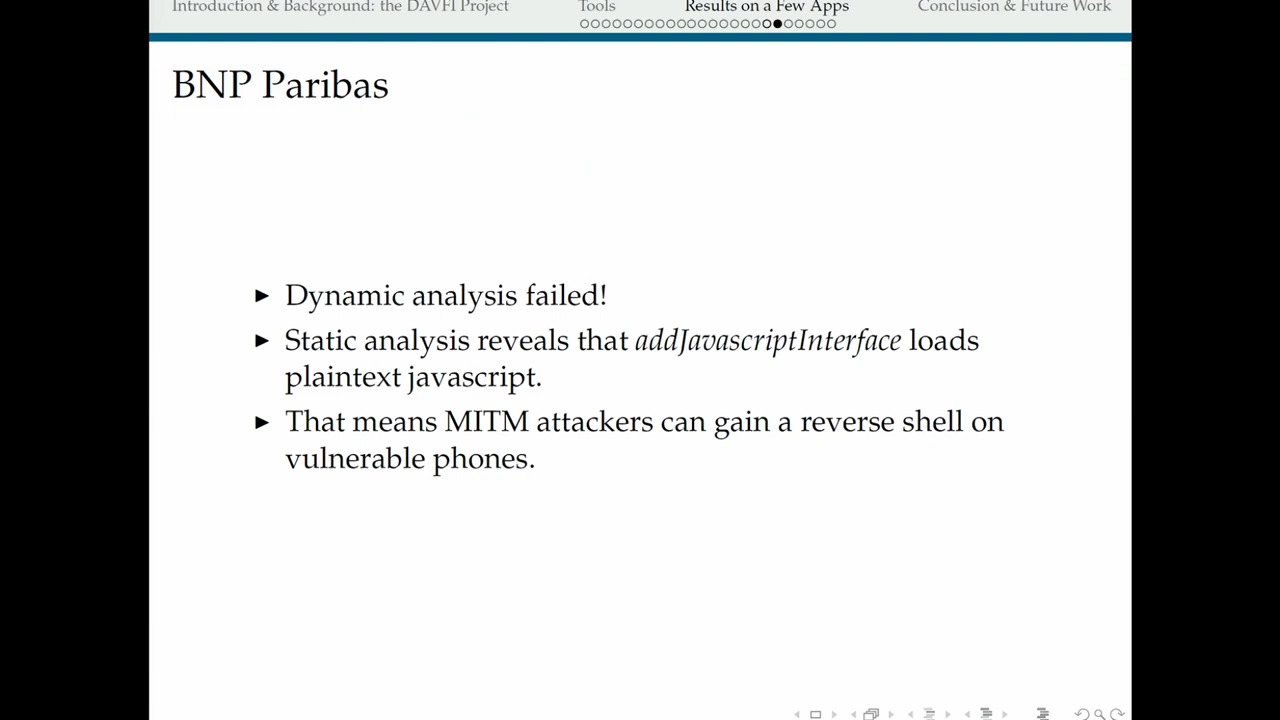 Introduction & Background: the DAVFI Project Tools Results on a Few Apps Conclusion & Future Work
BNP Paribas
Dynamic analysis failed!
Static analysis reveals that addJavascriptInterface loads
plaintext javascript.
That means MITM attackers can gain a reverse shell on
vulnerable phones.